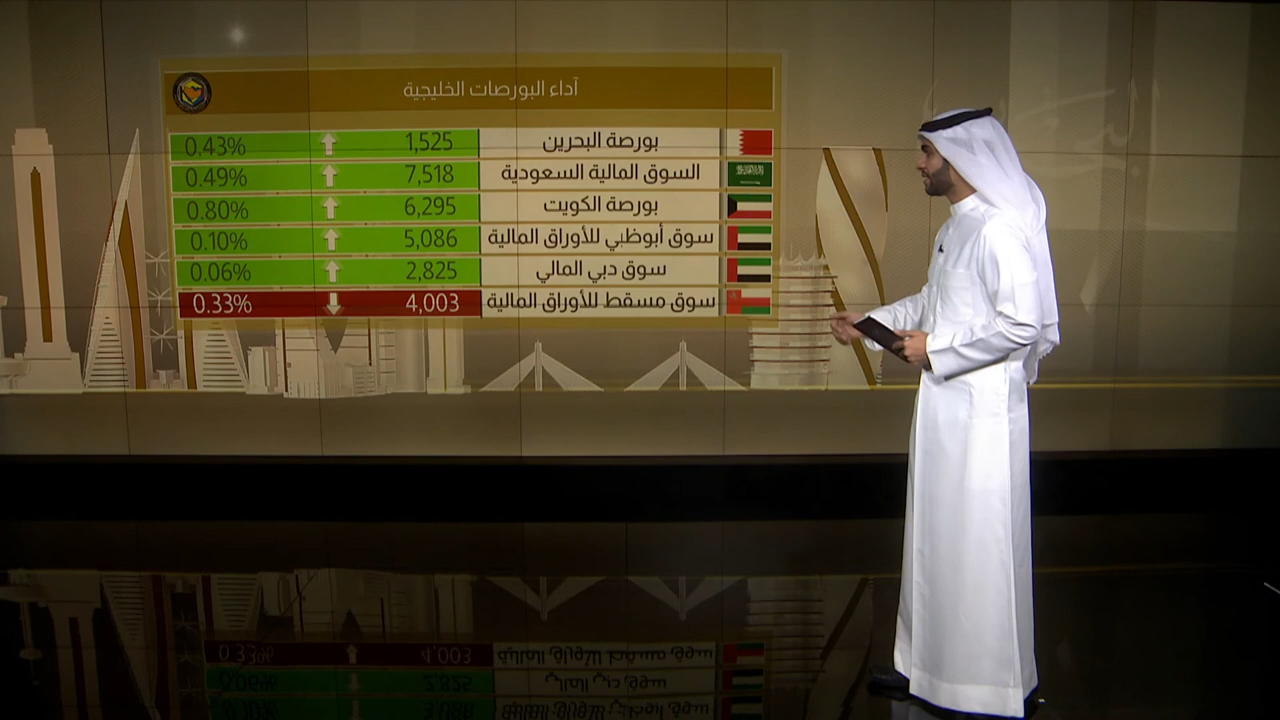 آداء البورصات الخليجية
بورصة البحرين 1,525 0.43%
السوق المالية السعودية 7,518 0.49%
بورصة الكويت 6,295 0.80%
سوق أبوظبي للأوراق المالية 5,086 0.10%
سوق دبي المالي 2,825 0.06%
سوق مسقط للأوراق المالية 4,003 0.33%